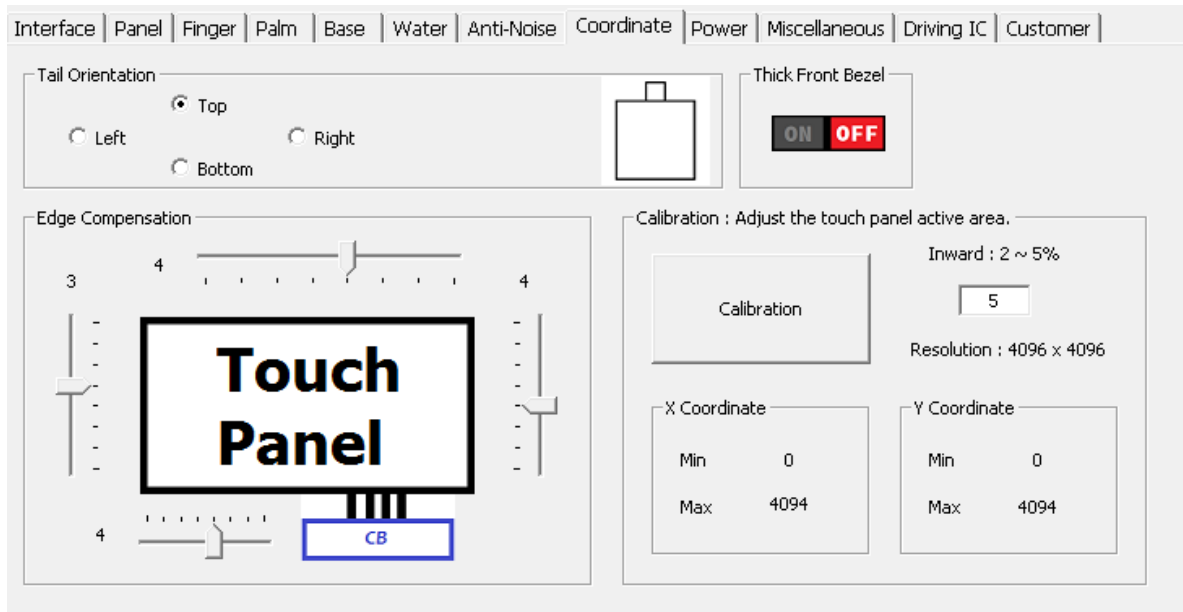 Interface Panel Finger Palm Base Water Anti-Noise Coordinate Power Miscellaneous Driving IC Customer
Tail Orientation
Top
Left
Right
Bottom
Thick Front Bezel
ON OFF
Edge Compensation
4
3
4
Touch
Panel
4
CB
Calibration : Adjust the touch panel active area.
Calibration
Inward : 2 ~ 5%
5
Resolution : 4096 x 4096
X Coordinate
Min 0
Max 4094
Y Coordinate
Min 0
Max 4094